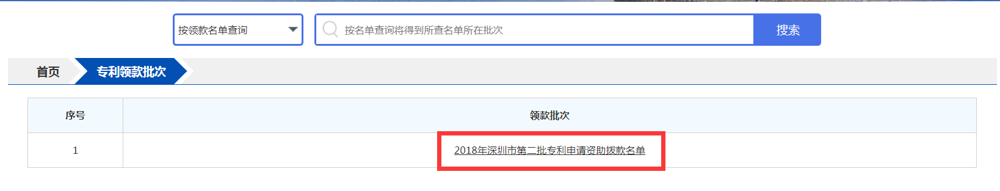 按领款名单查询
按名单查询将得到所查名单所在批次
搜索
首页
专利领款批次
序号
领款批次
1
2018年深圳市第二批专利申请资助拨款名单